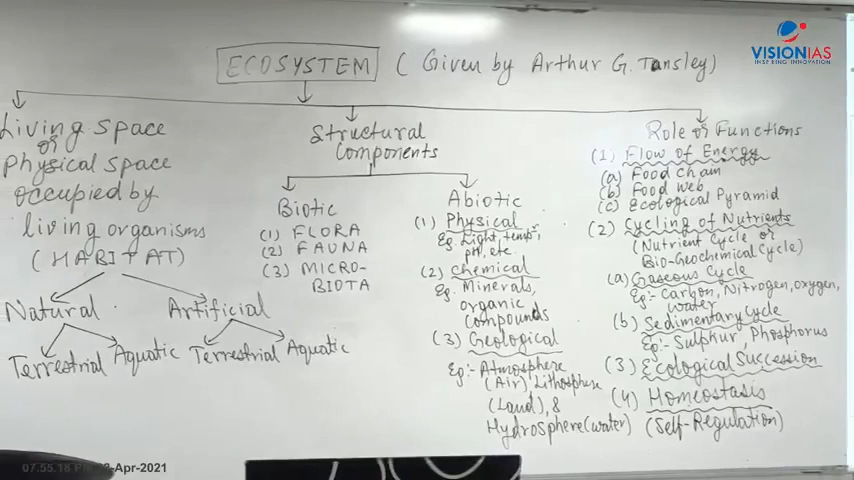 VISIONIAS
INSPIRING INNOVATION
ECOSYSTEM (Given by Arthur G. Tansley)
Living space
or
Physical space
occupied by
living organisms
(HABITAT)
Natural Artificial
Terrestrial Aquatic Terrestrial Aquatic
Structural
Components
Biotic
(1) FLORA
(2) FAUNA
(3) MICRO-
BIOTA
Abiotic
(1) Physical
Eg. Light, temp,
pH, etc.
(2) Chemical
Eg. Minerals,
organic
compounds
(3) Geological
Eg:- Atmosphere
(Air) Lithosphere
(Land), &
Hydrosphere(water)
Role or Functions
(1) Flow of Energy
(a) Food chain
(b) Food web
(c) Ecological Pyramid
(2) Cycling of Nutrients
(Nutrient Cycle or
Bio-Geochemical Cycle)
(a) Gaseous Cycle
Eg:- Carbon, Nitrogen, oxygen,
water
(b) Sedimentary Cycle
Eg:- Sulphur, Phosphorus
(3) Ecological Succession
(4) Homeostasis
(Self-Regulation)
07.55.18 -Apr-2021